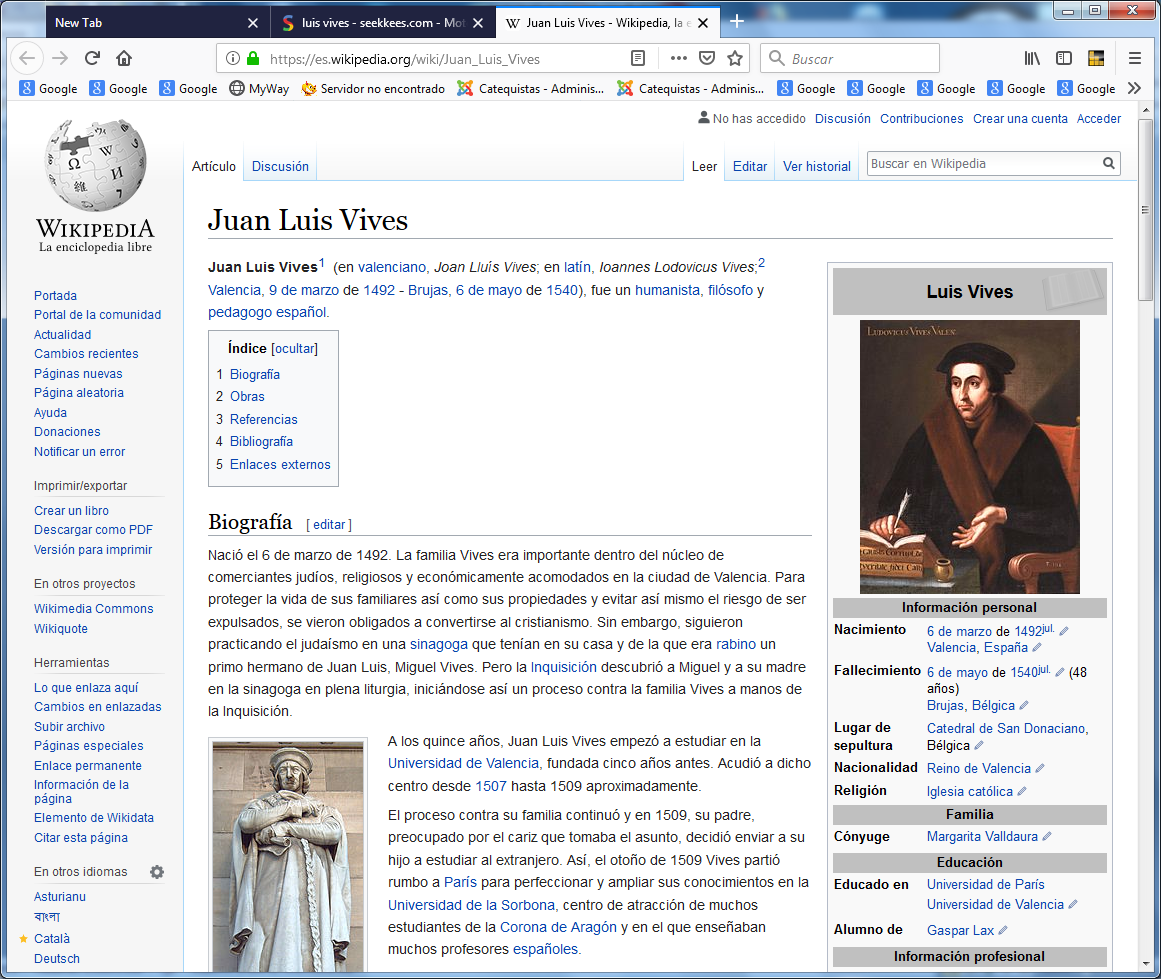 New Tab
luis vives - seekkees.com - Mot
Juan Luis Vives - Wikipedia, la e
https://es.wikipedia.org/wiki/Juan_Luis_Vives
Buscar
Google
Google
Google
MyWay
Servidor no encontrado
Catequistas - Adminis...
Catequistas - Adminis...
Google
Google
Google
Google
Google
No has accedido Discusión Contribuciones Crear una cuenta Acceder
WIKIPEDIA
La enciclopedia libre
Artículo Discusión
Leer Editar Ver historial
Buscar en Wikipedia
Portada
Portal de la comunidad
Actualidad
Cambios recientes
Páginas nuevas
Página aleatoria
Ayuda
Donaciones
Notificar un error
Imprimir/exportar
Crear un libro
Descargar como PDF
Versión para imprimir
En otros proyectos
Wikimedia Commons
Wikiquote
Herramientas
Lo que enlaza aquí
Cambios en enlazadas
Subir archivo
Páginas especiales
Enlace permanente
Información de la
página
Elemento de Wikidata
Citar esta página
En otros idiomas
Asturianu
বাংলা
Català
Deutsch
Juan Luis Vives
Juan Luis Vives1 (en valenciano, Joan Lluís Vives; en latín, Ioannes Lodovicus Vives;2
Valencia, 9 de marzo de 1492 - Brujas, 6 de mayo de 1540), fue un humanista, filósofo y
pedagogo español.
Índice [ocultar]
1 Biografía
2 Obras
3 Referencias
4 Bibliografía
5 Enlaces externos
Biografía [ editar ]
Nació el 6 de marzo de 1492. La familia Vives era importante dentro del núcleo de
comerciantes judíos, religiosos y económicamente acomodados en la ciudad de Valencia. Para
proteger la vida de sus familiares así como sus propiedades y evitar así mismo el riesgo de ser
expulsados, se vieron obligados a convertirse al cristianismo. Sin embargo, siguieron
practicando el judaísmo en una sinagoga que tenían en su casa y de la que era rabino un
primo hermano de Juan Luis, Miguel Vives. Pero la Inquisición descubrió a Miguel y a su madre
en la sinagoga en plena liturgia, iniciándose así un proceso contra la familia Vives a manos de
la Inquisición.
A los quince años, Juan Luis Vives empezó a estudiar en la
Universidad de Valencia, fundada cinco años antes. Acudió a dicho
centro desde 1507 hasta 1509 aproximadamente.
El proceso contra su familia continuó y en 1509, su padre,
preocupado por el cariz que tomaba el asunto, decidió enviar a su
hijo a estudiar al extranjero. Así, el otoño de 1509 Vives partió
rumbo a París para perfeccionar y ampliar sus conocimientos en la
Universidad de la Sorbona, centro de atracción de muchos
estudiantes de la Corona de Aragón y en el que enseñaban
muchos profesores españoles.
Luis Vives
LUDOVICUS VIVES VALEN.
Información personal
Nacimiento 6 de marzo de 1492jul.
Valencia, España
Fallecimiento 6 de mayo de 1540jul. (48
años)
Brujas, Bélgica
Lugar de sepultura Catedral de San Donaciano,
Bélgica
Nacionalidad Reino de Valencia
Religión Iglesia católica
Familia
Cónyuge Margarita Valldaura
Educación
Educado en Universidad de París
Universidad de Valencia
Alumno de Gaspar Lax
Información profesional